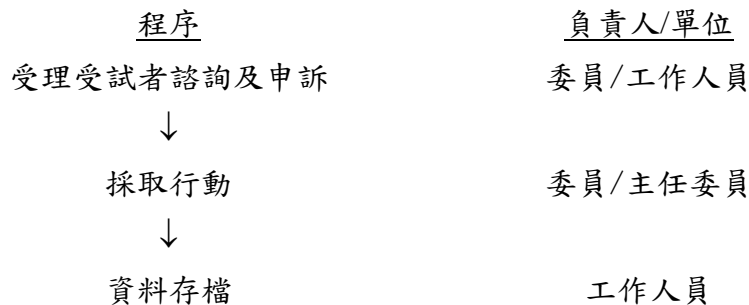 程序 負責人/單位
受理受試者諮詢及申訴 委員/工作人員
↓
採取行動 委員/主任委員
↓
資料存檔 工作人員